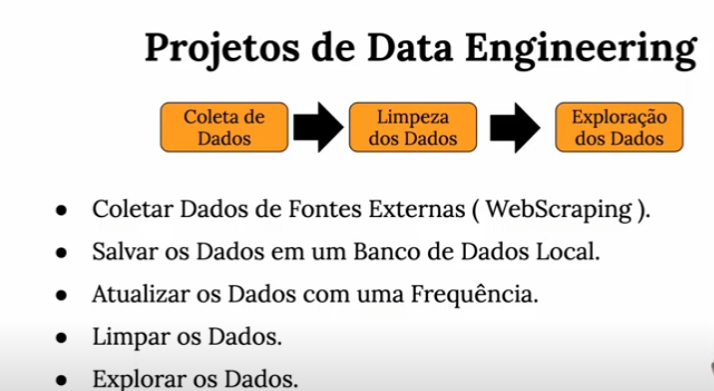 Projetos de Data Engineering
Coleta de
Dados
Limpeza
dos Dados
Exploração
dos Dados
● Coletar Dados de Fontes Externas ( WebScraping ).
● Salvar os Dados em um Banco de Dados Local.
● Atualizar os Dados com uma Frequência.
● Limpar os Dados.
● Explorar os Dados.